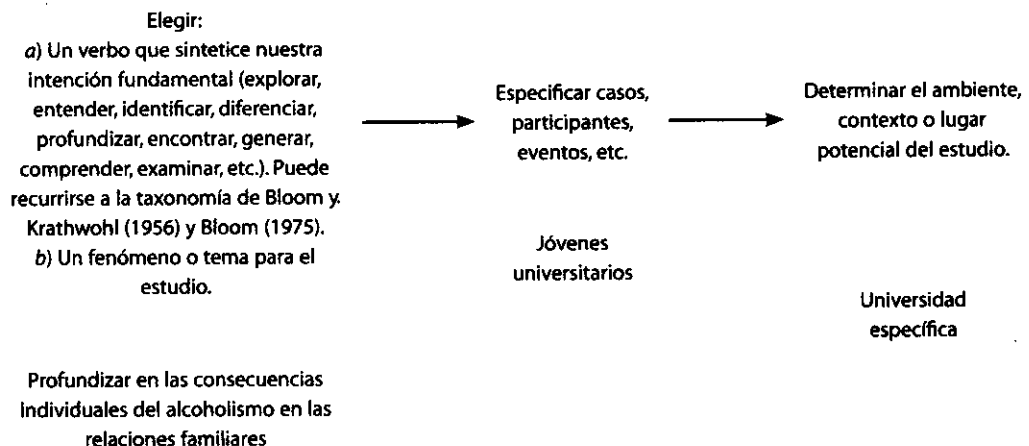 Elegir:
a) Un verbo que sintetice nuestra
intención fundamental (explorar,
entender, identificar, diferenciar,
profundizar, encontrar, generar,
comprender, examinar, etc.). Puede
recurrirse a la taxonomía de Bloom y.
Krathwohl (1956) y Bloom (1975).
b) Un fenómeno o tema para el
estudio.
Especificar casos,
participantes,
eventos, etc.
Determinar el ambiente,
contexto o lugar
potencial del estudio.
Jóvenes
universitarios
Universidad
específica
Profundizar en las consecuencias
individuales del alcoholismo en las
relaciones familiares